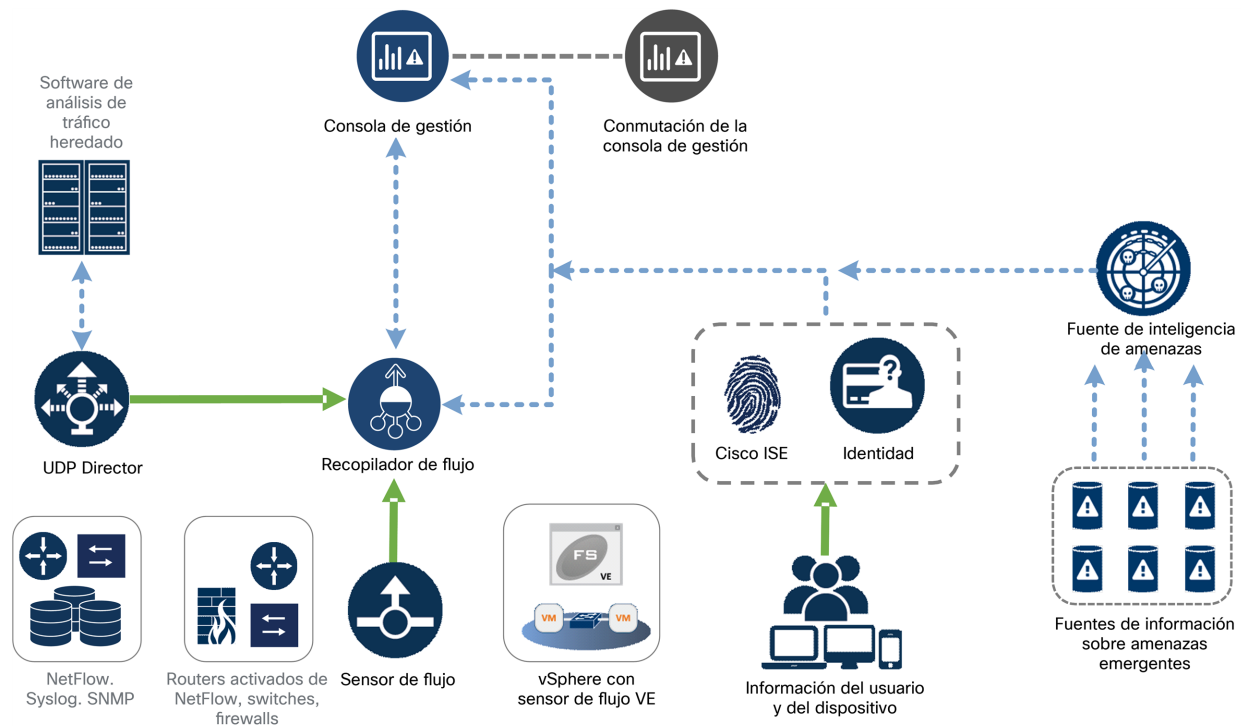 Software de
análisis de
tráfico
heredado
Consola de gestión
Conmutación de la
consola de gestión
Fuente de inteligencia
de amenazas
UDP Director
Recopilador de flujo
Cisco ISE
Identidad
FS
VE
VM
VM
NetFlow.
Syslog. SNMP
Routers activados de
NetFlow, switches,
firewalls
Sensor de flujo
vSphere con
sensor de flujo VE
Información del usuario
y del dispositivo
Fuentes de información
sobre amenazas
emergentes
?